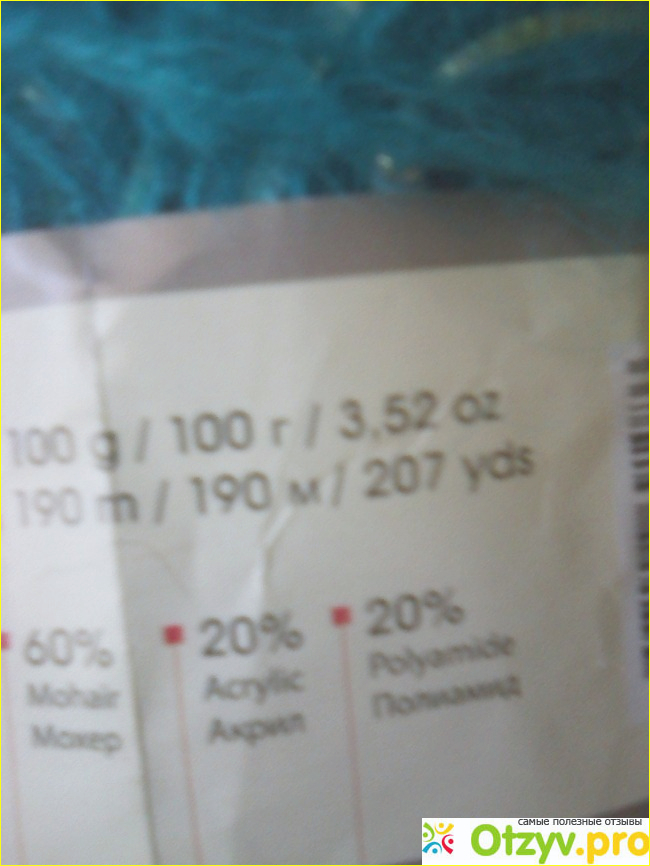 100 g / 100 г / 3.52 oz
190 m / 190 м / 207 yds
60%
Mohair
Мохер
20%
Acrylic
Акрил
20%
Polyamide
Полиамид
самые полезные отзывы
Otzyv.pro